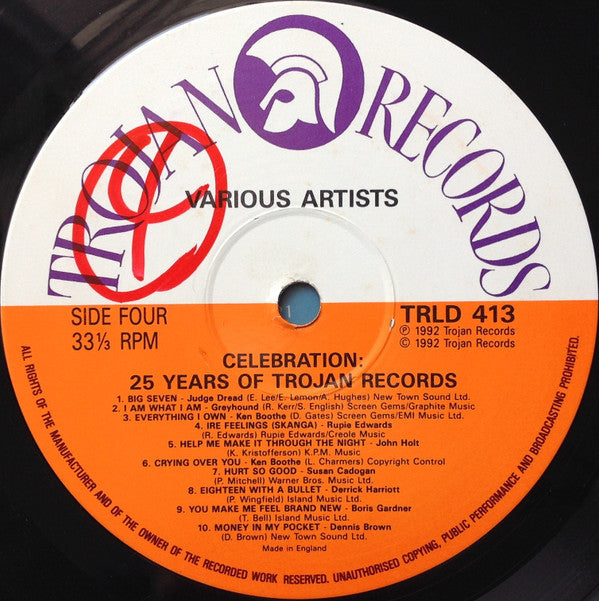 TROJAN RECORDS
4
VARIOUS ARTISTS
SIDE FOUR
33⅓ RPM
TRLD 413
℗ 1992 Trojan Records
© 1992 Trojan Records
CELEBRATION:
25 YEARS OF TROJAN RECORDS
1. BIG SEVEN - Judge Dread (E. Lee/E. Lemon/A. Hughes) New Town Sound Ltd.
2. I AM WHAT I AM - Greyhound (R. Kerr/S. English) Screen Gems/Graphite Music
3. EVERYTHING I OWN - Ken Boothe (D. Gates) Screen Gems/EMI Music Ltd.
4. IRE FEELINGS (SKANGA) - Rupie Edwards
(R. Edwards) Rupie Edwards/Creole Music
5. HELP ME MAKE IT THROUGH THE NIGHT - John Holt
(K. Kristofferson) K.P.M. Music
6. CRYING OVER YOU - Ken Boothe (L. Charmers) Copyright Control
7. HURT SO GOOD - Susan Cadogan
(P. Mitchell) Warner Bros. Music Ltd.
8. EIGHTEEN WITH A BULLET - Derrick Harriott
(P. Wingfield) Island Music Ltd.
9. YOU MAKE ME FEEL BRAND NEW - Boris Gardner
(T. Bell) Island Music Ltd.
10. MONEY IN MY POCKET - Dennis Brown
(D. Brown) New Town Sound Ltd.
Made in England
ALL RIGHTS OF THE MANUFACTURER AND OF THE OWNER OF THE RECORDED WORK RESERVED. UNAUTHORISED COPYING, PUBLIC PERFORMANCE AND BROADCASTING PROHIBITED.